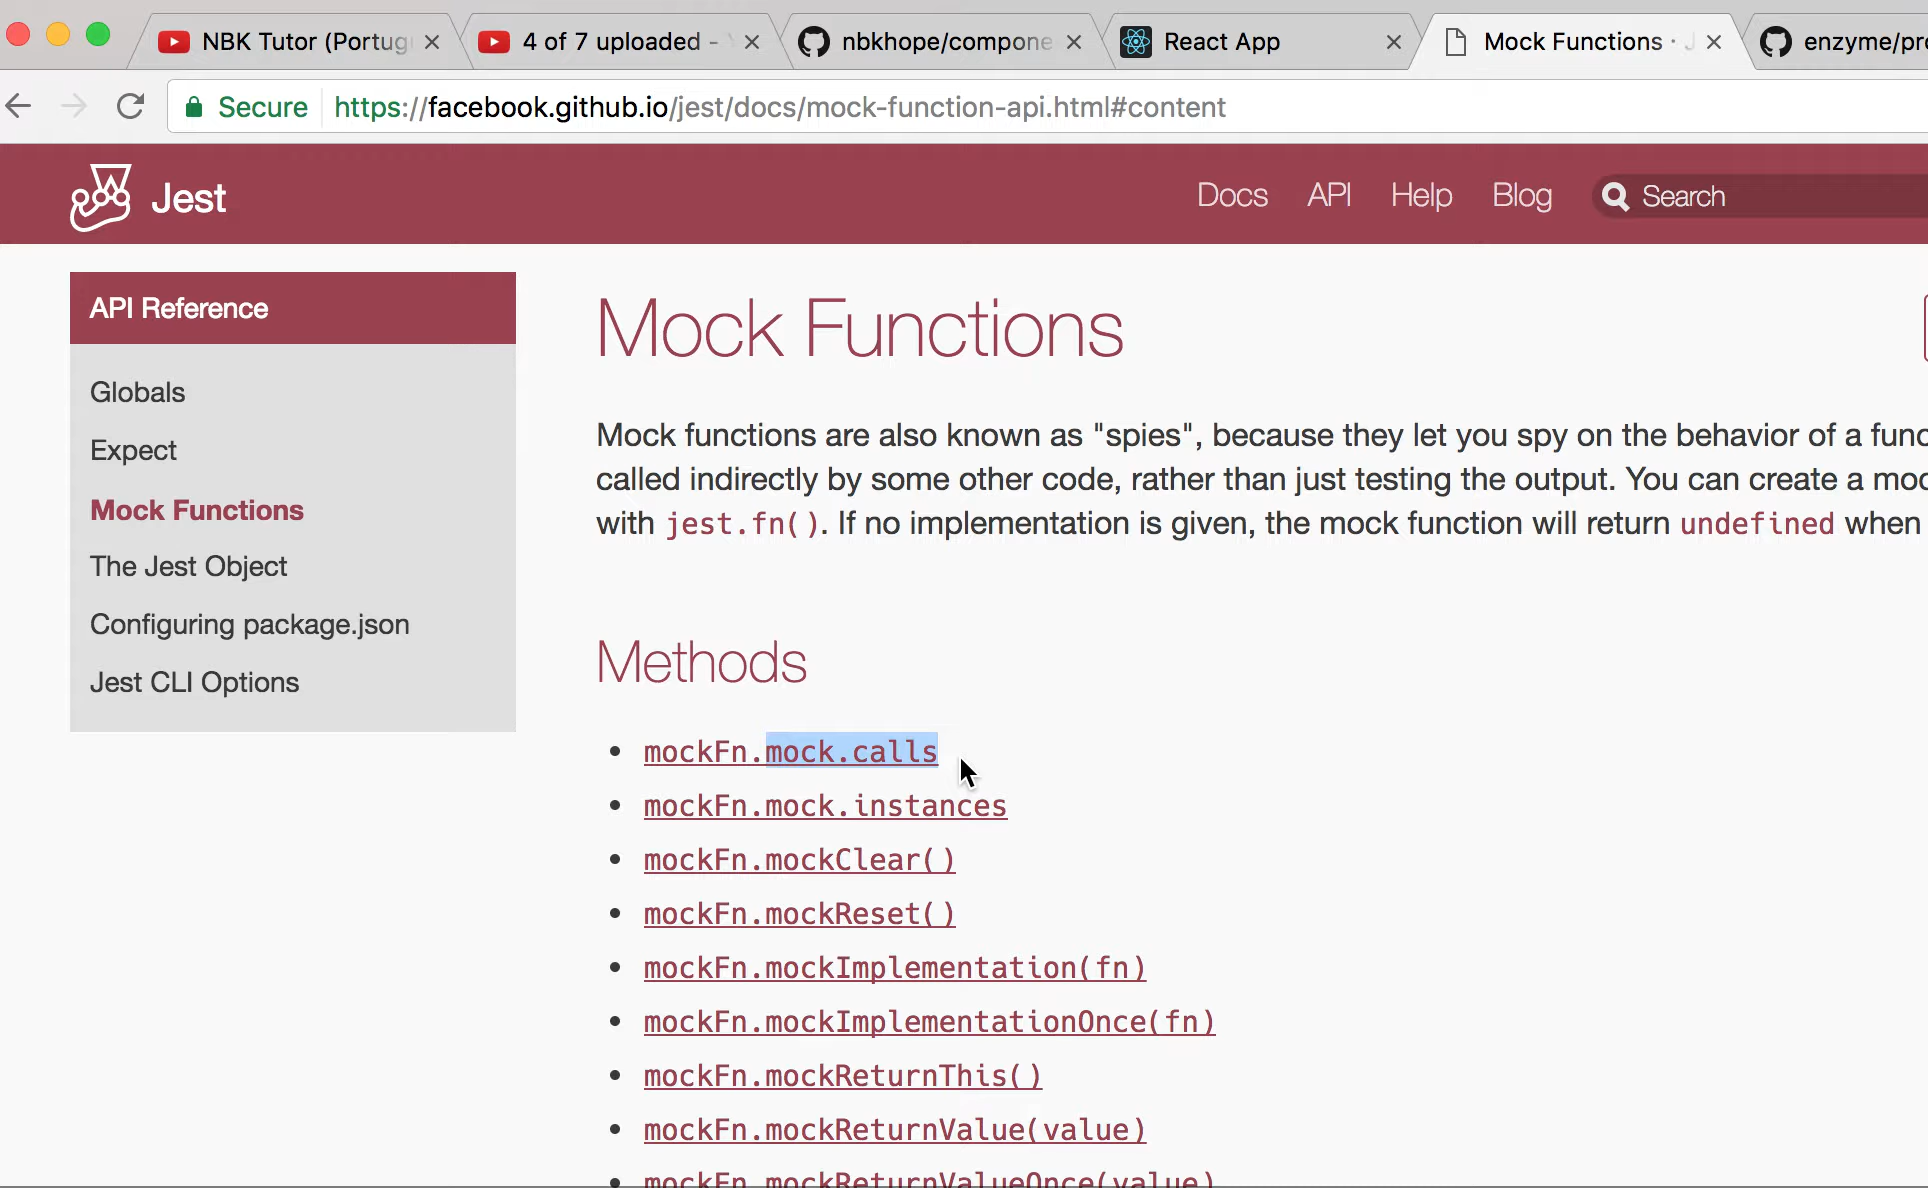 NBK Tutor (Portug
4 of 7 uploaded -
nbkhope/compone
React App
Mock Functions · J
enzyme/pro
Secure
https://facebook.github.io/jest/docs/mock-function-api.html#content
Jest
Docs
API
Help
Blog
Search
API Reference
Globals
Expect
Mock Functions
The Jest Object
Configuring package.json
Jest CLI Options
Mock Functions
Mock functions are also known as "spies", because they let you spy on the behavior of a func
called indirectly by some other code, rather than just testing the output. You can create a moc
with jest.fn(). If no implementation is given, the mock function will return undefined when
Methods
• mockFn.mock.calls
• mockFn.mock.instances
• mockFn.mockClear()
• mockFn.mockReset()
• mockFn.mockImplementation(fn)
• mockFn.mockImplementationOnce(fn)
• mockFn.mockReturnThis()
• mockFn.mockReturnValue(value)
• mockFn.mockReturnValueOnce(value)